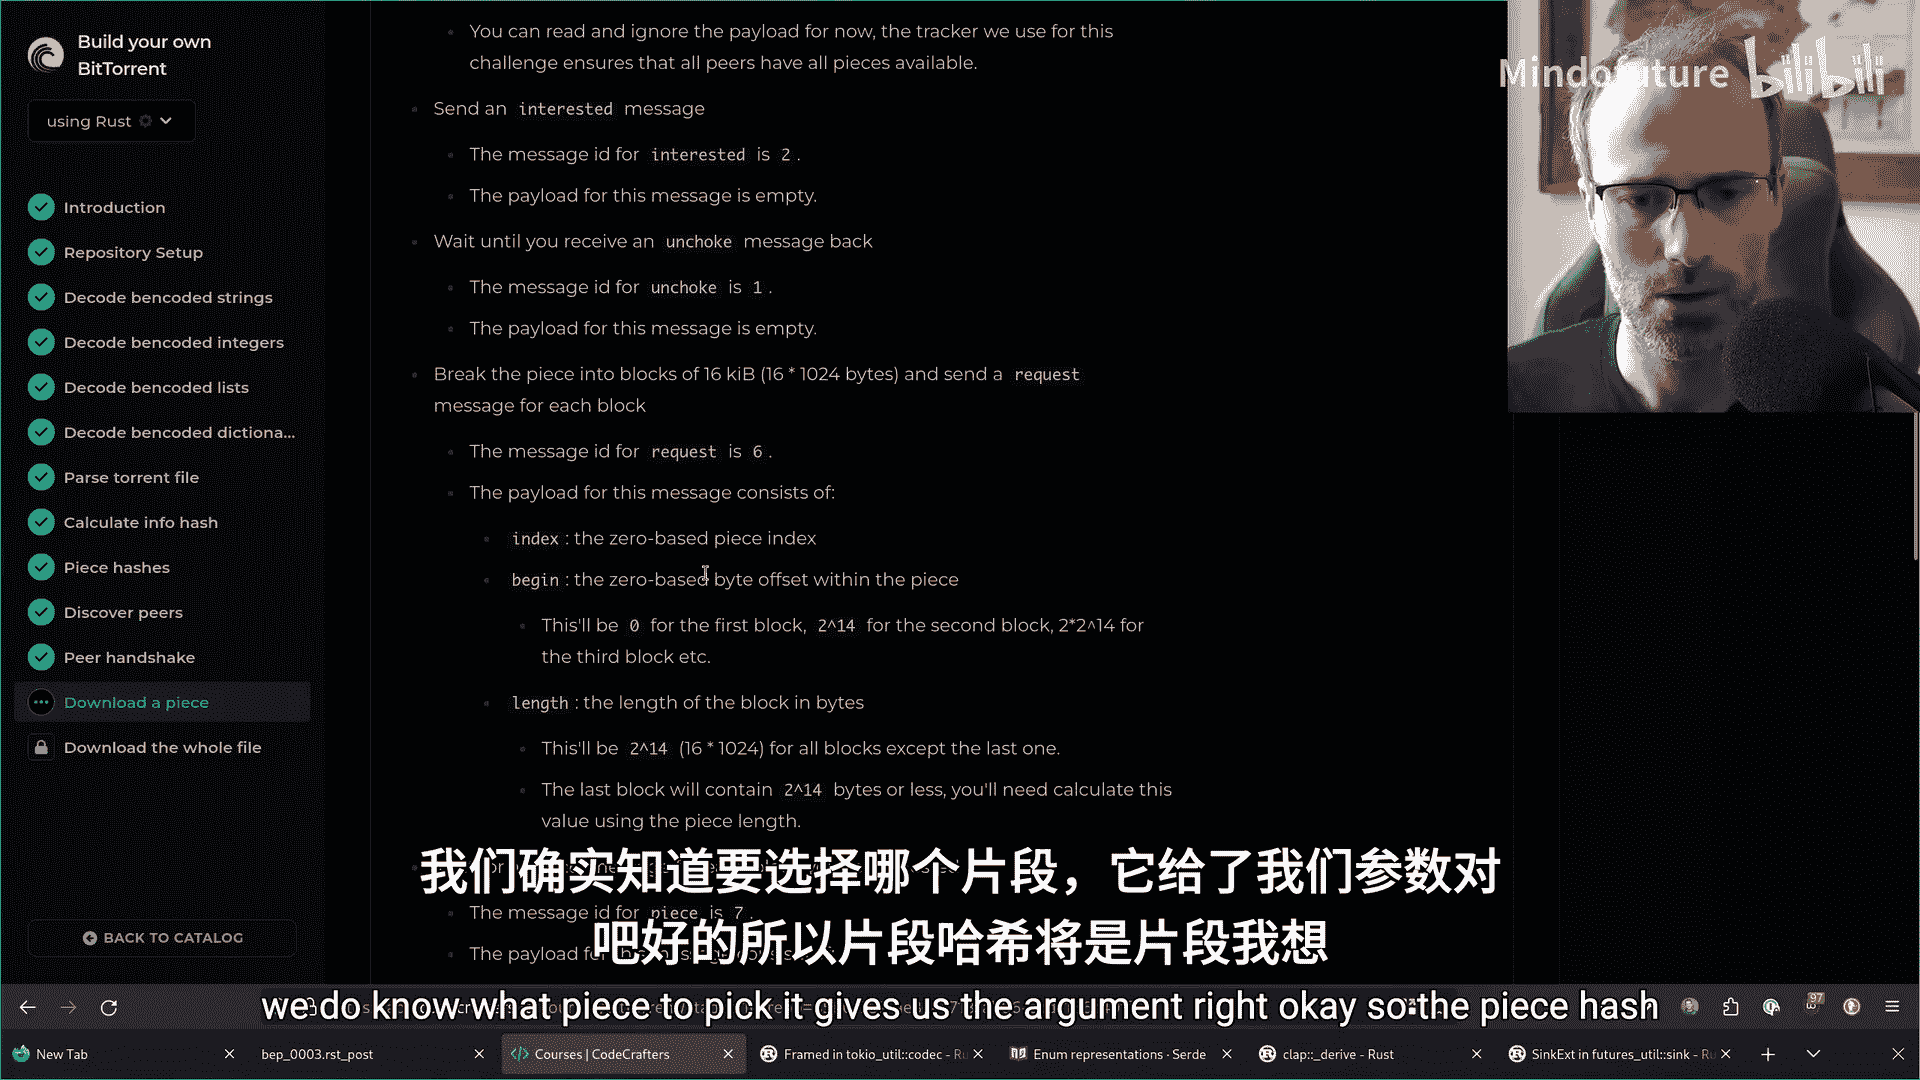 Build your own
BitTorrent
using Rust
Introduction
Repository Setup
Decode bencoded strings
Decode bencoded integers
Decode bencoded lists
Decode bencoded dictiona...
Parse torrent file
Calculate info hash
Piece hashes
Discover peers
Peer handshake
Download a piece
Download the whole file
BACK TO CATALOG
You can read and ignore the payload for now, the tracker we use for this
challenge ensures that all peers have all pieces available.
Send an interested message
The message id for interested is 2.
The payload for this message is empty.
Wait until you receive an unchoke message back
The message id for unchoke is 1.
The payload for this message is empty.
Break the piece into blocks of 16 kiB (16 * 1024 bytes) and send a request
message for each block
The message id for request is 6.
The payload for this message consists of:
index: the zero-based piece index
begin: the zero-based byte offset within the piece
This'll be 0 for the first block, 2^14 for the second block, 2*2^14 for
the third block etc.
length: the length of the block in bytes
This'll be 2^14 (16 * 1024) for all blocks except the last one.
The last block will contain 2^14 bytes or less, you'll need calculate this
value using the piece length.
The message id for piece is 7.
The payload
Mindofuture bilibili
我们确实知道要选择哪个片段，它给了我们参数对
吧好的所以片段哈希将是片段我想
we do know what piece to pick it gives us the argument right okay so the piece hash
97
New Tab
bep_0003.rst_post
Courses | CodeCrafters
Framed in tokio_util::codec - Ru
Enum representations · Serde
clap::_derive - Rust
SinkExt in futures_util::sink - Ru